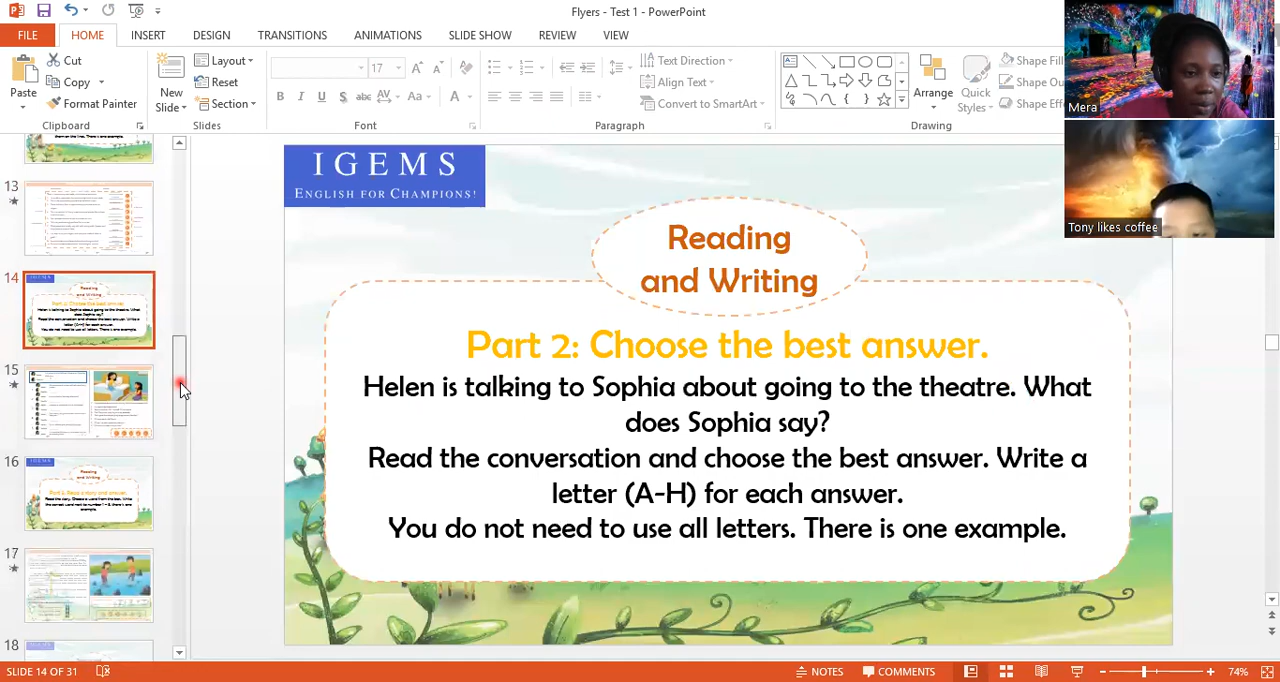 Flyers - Test 1 - PowerPoint
FILE HOME INSERT DESIGN TRANSITIONS ANIMATIONS SLIDE SHOW REVIEW VIEW
Paste
Cut
Copy
Format Painter
Clipboard
New Slide
Layout
Reset
Section
Slides
17
Font
Text Direction
Align Text
Convert to SmartArt
Paragraph
Arrange
Quick Styles
Shape Fill
Shape Ou
Shape Effe
Drawing
Mera
Tony likes coffee
13
14
15
16
17
18
IGEMS
ENGLISH FOR CHAMPIONS!
Reading
and Writing
Part 2: Choose the best answer.
Helen is talking to Sophia about going to the theatre. What
does Sophia say?
Read the conversation and choose the best answer. Write a
letter (A-H) for each answer.
You do not need to use all letters. There is one example.
SLIDE 14 OF 31
NOTES
COMMENTS
74%